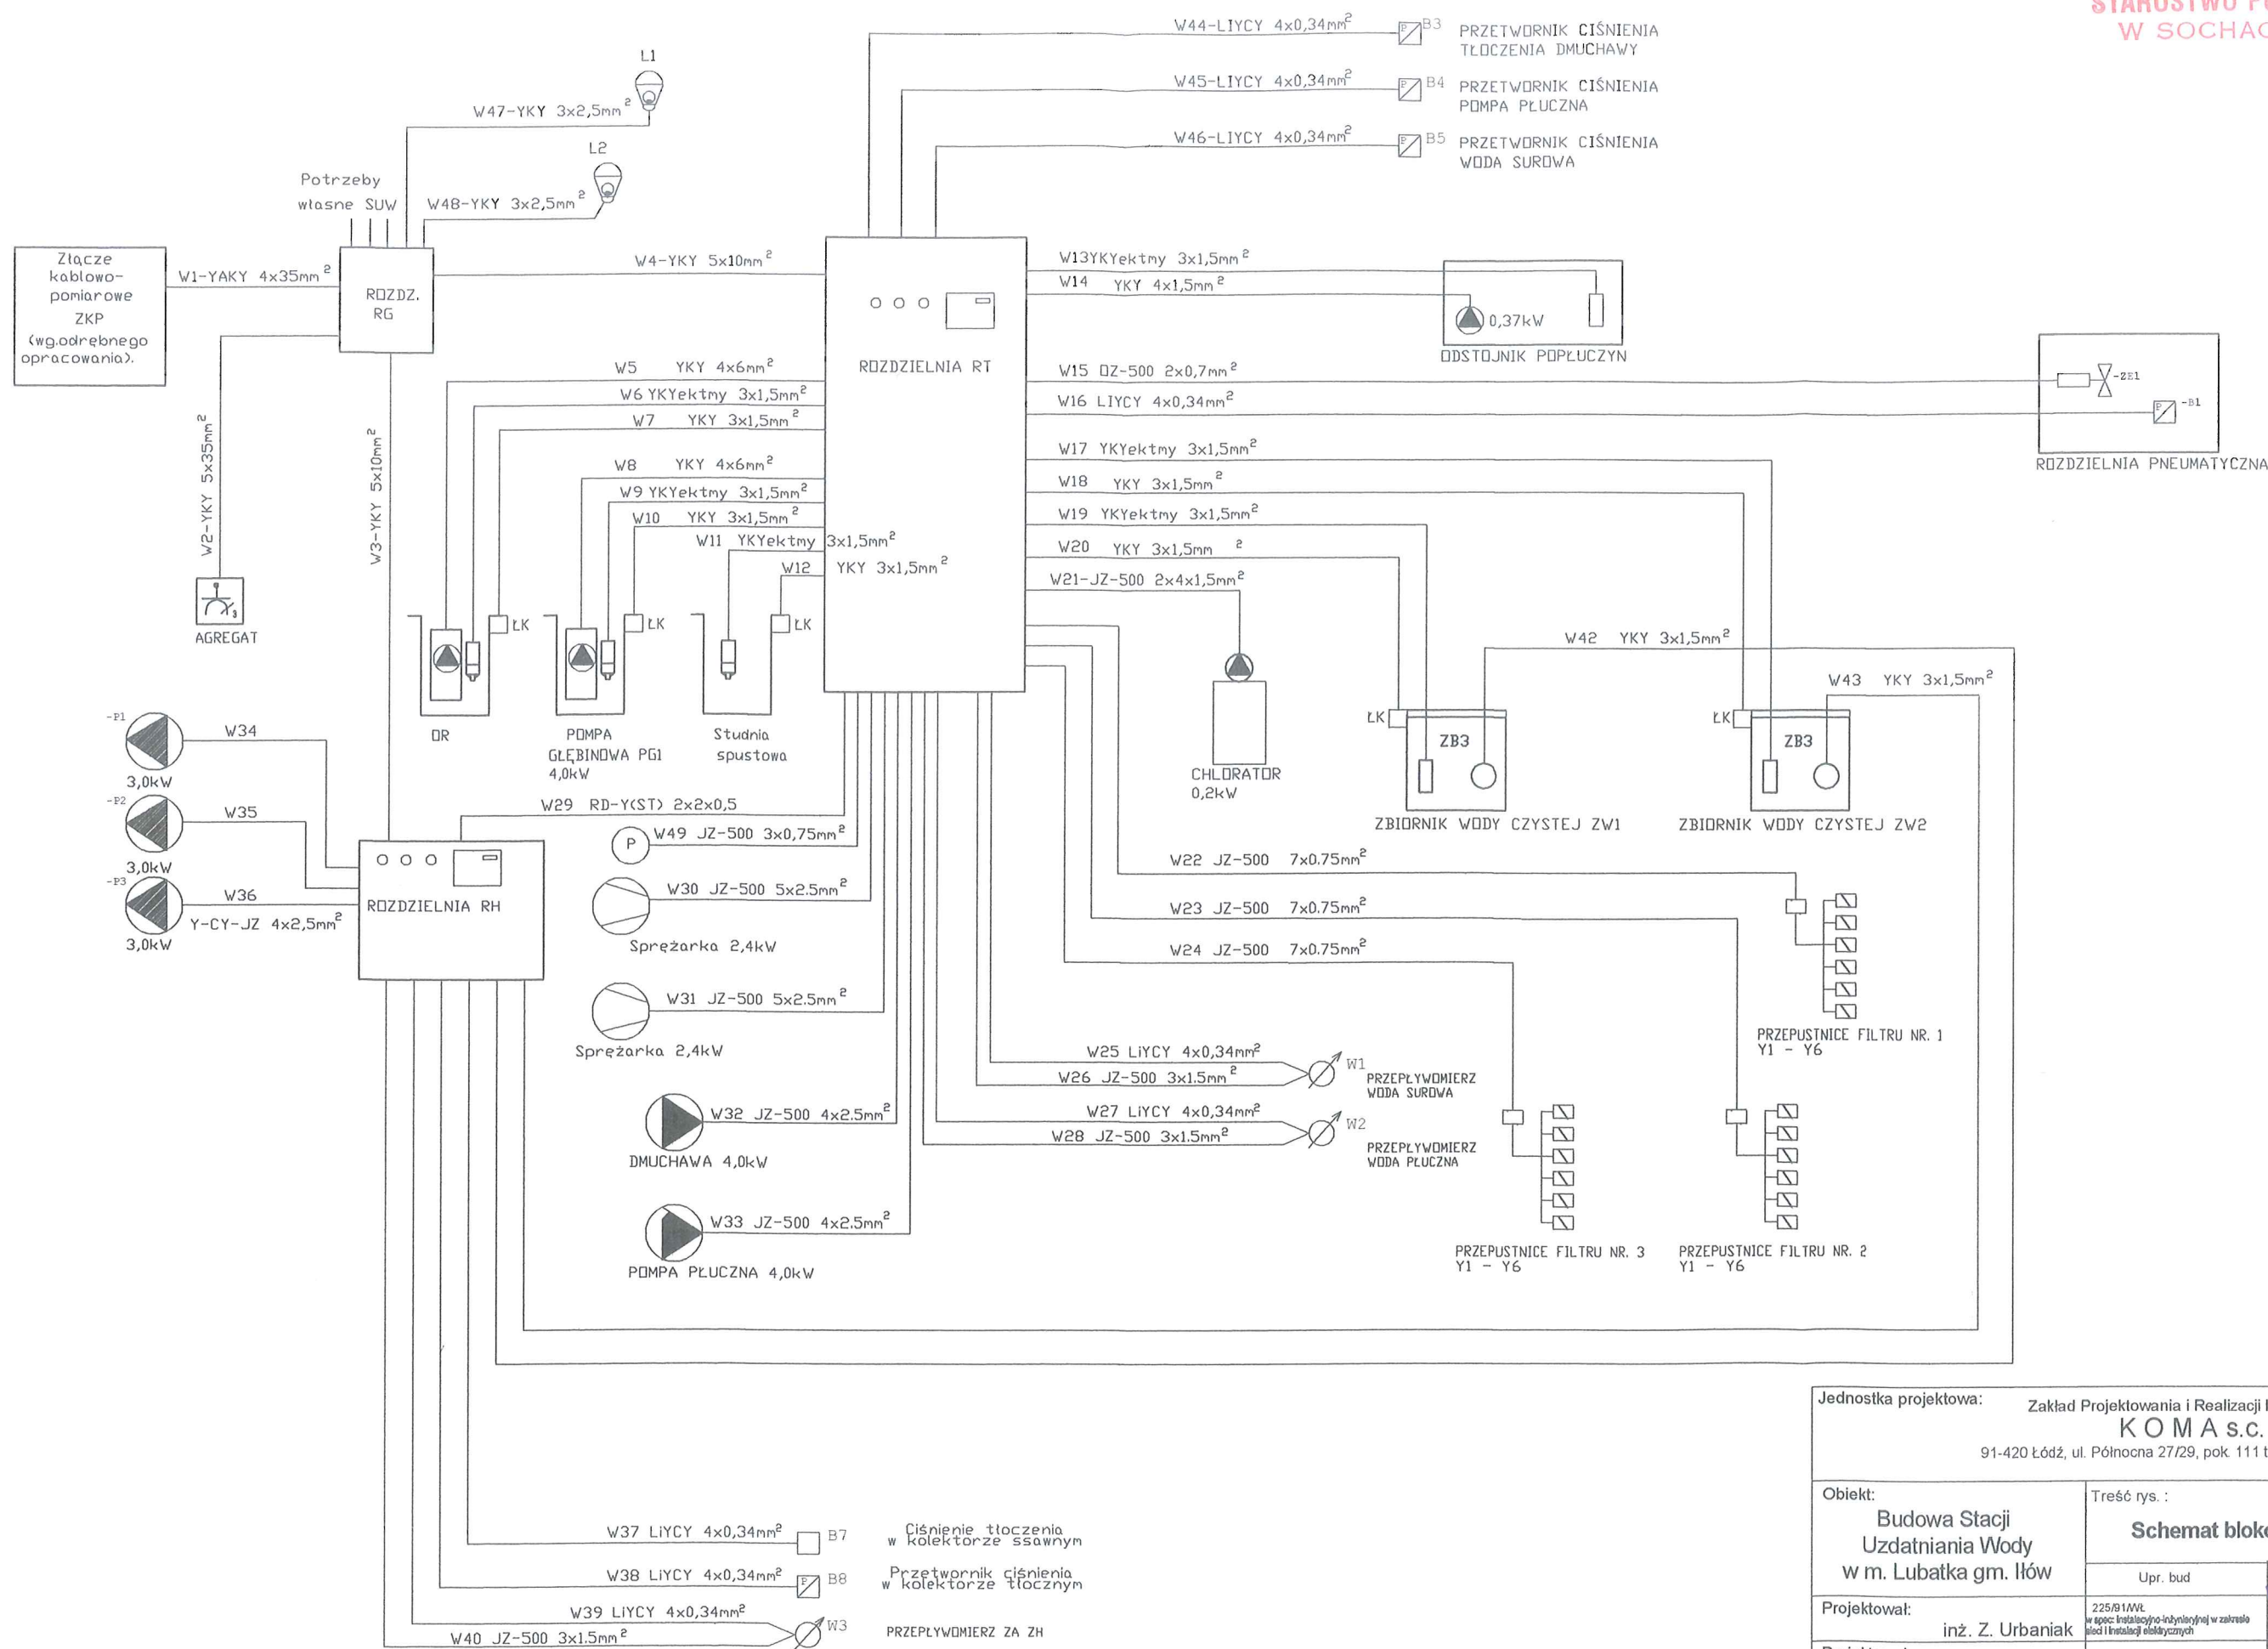 STAROSTWO
W SOCHAC
W44-LIYCY 4x0,34mm²
B3
PRZETWORNIK CIŚNIENIA
TŁOCZENIA DMUCHAWY
W45-LIYCY 4x0,34mm²
B4
PRZETWORNIK CIŚNIENIA
POMPA PŁUCZNA
W46-LIYCY 4x0,34mm²
B5
PRZETWORNIK CIŚNIENIA
WODA SUROWA
L1
W47-YKY 3x2,5mm²
L2
W48-YKY 3x2,5mm²
Potrzeby
własne SUW
Złącze
kablowo-
pomiarowe
ZKP
(wg.odrębnego
opracowania).
W1-YAKY 4x35mm²
ROZDZ.
RG
W4-YKY 5x10mm²
W2-YKY 5x35mm²
W3-YKY 5x10mm²
3
AGREGAT
ROZDZIELNIA RT
W5 YKY 4x6mm²
W6 YKYektmy 3x1,5mm²
W7 YKY 3x1,5mm²
W8 YKY 4x6mm²
W9 YKYektmy 3x1,5mm²
W10 YKY 3x1,5mm²
W11 YKYektmy 3x1,5mm²
W12 YKY 3x1,5mm²
ŁK
ŁK
ŁK
OR
POMPA
GŁĘBINOWA PG1
4,0kW
Studnia
spustowa
W13YKYektmy 3x1,5mm²
W14 YKY 4x1,5mm²
0,37kW
ODSTOJNIK POPŁUCZYN
W15 OZ-500 2x0,7mm²
W16 LIYCY 4x0,34mm²
-ZE1
P
-B1
ROZDZIELNIA PNEUMATYCZNA
W17 YKYektmy 3x1,5mm²
W18 YKY 3x1,5mm²
W19 YKYektmy 3x1,5mm²
W20 YKY 3x1,5mm ²
W21-JZ-500 2x4x1,5mm²
CHLORATOR
0,2kW
W42 YKY 3x1,5mm²
W43 YKY 3x1,5mm²
ŁK
ZB3
ZBIORNIK WODY CZYSTEJ ZW1
ŁK
ZB3
ZBIORNIK WODY CZYSTEJ ZW2
-P1
W34
3,0kW
-P2
W35
3,0kW
-P3
W36
Y-CY-JZ 4x2,5mm²
3,0kW
ROZDZIELNIA RH
W29 RD-Y(ST) 2x2x0,5
P
W49 JZ-500 3x0,75mm²
W30 JZ-500 5x2.5mm²
Sprężarka 2,4kW
W31 JZ-500 5x2.5mm²
Sprężarka 2,4kW
W32 JZ-500 4x2.5mm²
DMUCHAWA 4,0kW
W33 JZ-500 4x2.5mm²
POMPA PŁUCZNA 4,0kW
W22 JZ-500 7x0.75mm²
W23 JZ-500 7x0.75mm²
W24 JZ-500 7x0.75mm²
PRZEPUSTNICE FILTRU NR. 1
Y1 - Y6
W25 LiYCY 4x0,34mm²
W26 JZ-500 3x1.5mm²
W1
PRZEPŁYWOMIERZ
WODA SUROWA
W27 LiYCY 4x0,34mm²
W28 JZ-500 3x1.5mm²
W2
PRZEPŁYWOMIERZ
WODA PŁUCZNA
PRZEPUSTNICE FILTRU NR. 3
Y1 - Y6
PRZEPUSTNICE FILTRU NR. 2
Y1 - Y6
W37 LiYCY 4x0,34mm²
B7
Ciśnienie tłoczenia
w kolektorze ssawnym
W38 LiYCY 4x0,34mm²
P
B8
Przetwornik ciśnienia
w kolektorze tłocznym
W39 LiYCY 4x0,34mm²
W40 JZ-500 3x1.5mm²
W3
PRZEPŁYWOMIERZ ZA ZH
Jednostka projektowa:
Zakład Projektowania i Realizacji
K O M A s.c.
91-420 Łódź, ul. Północna 27/29, pok. 111 t
Obiekt:
Budowa Stacji
Uzdatniania Wody
w m. Lubatka gm. Iłów
Treść rys. :
Schemat bloko
Upr. bud
Projektował:
inż. Z. Urbaniak
225/91/WŁ
w spec: instalacyjno-inżynieryjnej w zakresie
sieci i instalacji elektrycznych